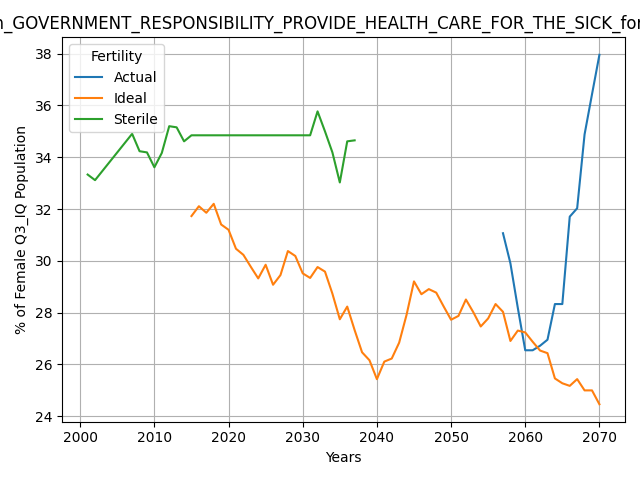 GOVERNMENT_RESPONSIBILITY_PROVIDE_HEALTH_CARE_FOR_THE_SICK
Fertility
Actual
Ideal
Sterile
% of Female Q3_IQ Population
38
36
34
32
30
28
26
24
2000 2010 2020 2030 2040 2050 2060 2070
Years